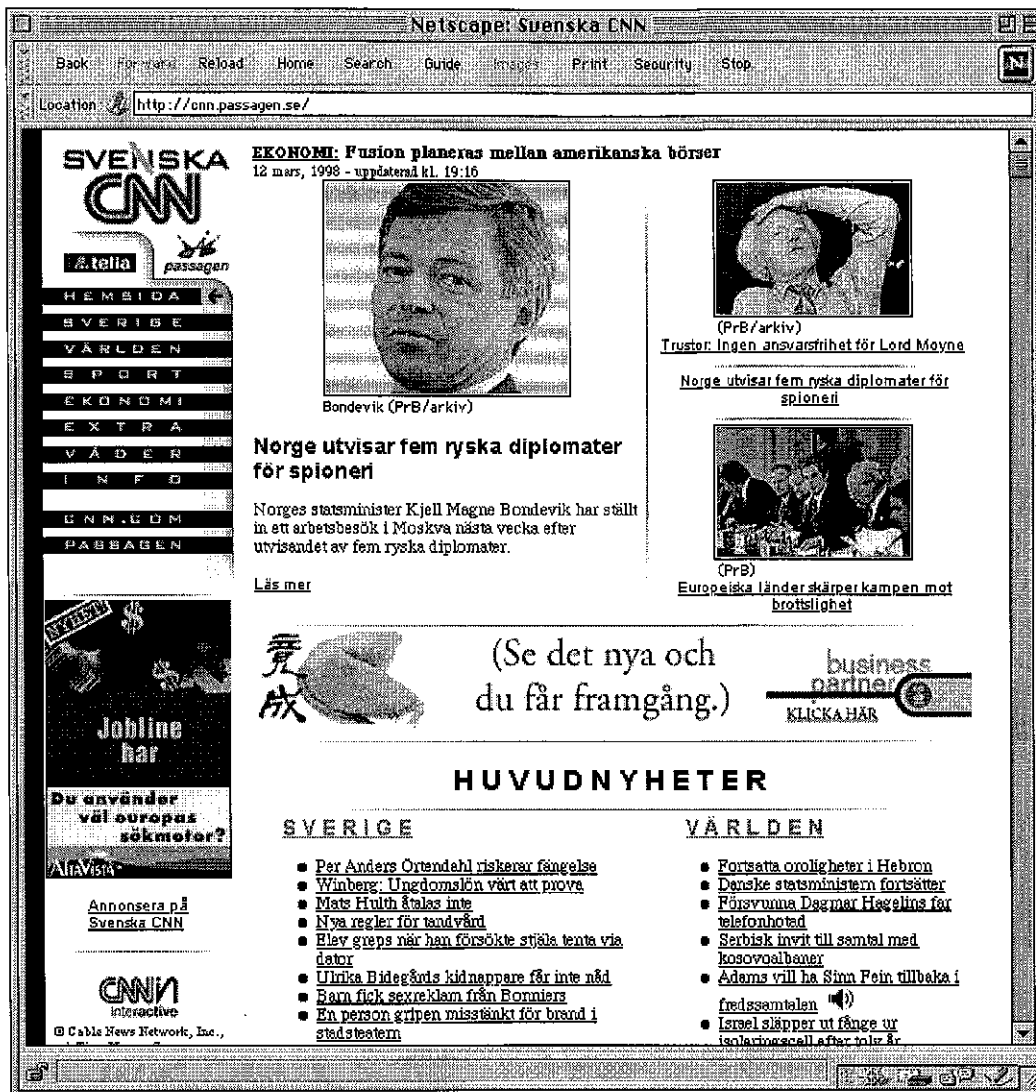 Netscape: Svenska CNN
Back Forward Reload Home Search Guide Images Print Security Stop
N
Location: http://cnn.passagen.se/
SVENSKA
CNN
telia
passagen
HEMSIDA
SVERIGE
VÄRLDEN
SPORT
EKONOMI
EXTRA
VÄDER
INFO
CNN.COM
PASSAGEN
NYHET!
$
$
Jobline
har
Du använder
väl europas
sökmotor?
AltaVista
Annonsera på
Svenska CNN
CNNin
interactive
© Cable News Network, Inc.,
EKONOMI: Fusion planeras mellan amerikanska börser
12 mars, 1998 - uppdaterad kl. 19:16
Bondevik (PrB/arkiv)
Norge utvisar fem ryska diplomater
för spioneri
Norges statsminister Kjell Magne Bondevik har ställt
in ett arbetsbesök i Moskva nästa vecka efter
utvisandet av fem ryska diplomater.
Läs mer
(PrB/arkiv)
Trustor: Ingen ansvarsfrihet för Lord Moyne
Norge utvisar fem ryska diplomater för
spioneri
(PrB)
Europeiska länder skärper kampen mot
brottslighet
竟成
(Se det nya och
du får framgång.)
business
partner
KLICKA HÄR
HUVUDNYHETER
SVERIGE
Per Anders Örtendahl riskerar fängelse
Winberg: Ungdomslön värt att prova
Mats Hulth åtalas inte
Nya regler för tandvård
Elev greps när han försökte stjäla tenta via
dator
Ulrika Bidegårds kidnappare får inte nåd
Barn fick sexreklam från Bonniers
En person gripen misstänkt för brand i
stadsteatern
VÄRLDEN
Fortsatta oroligheter i Hebron
Danske statsministern fortsätter
Försvunna Dagmar Hagelins far
telefonhotad
Serbisk invit till samtal med
kosovoalbaner
Adams vill ha Sinn Fein tillbaka i
fredssamtalen
Israel släpper ut fånge ur
isoleringscell efter tolv år